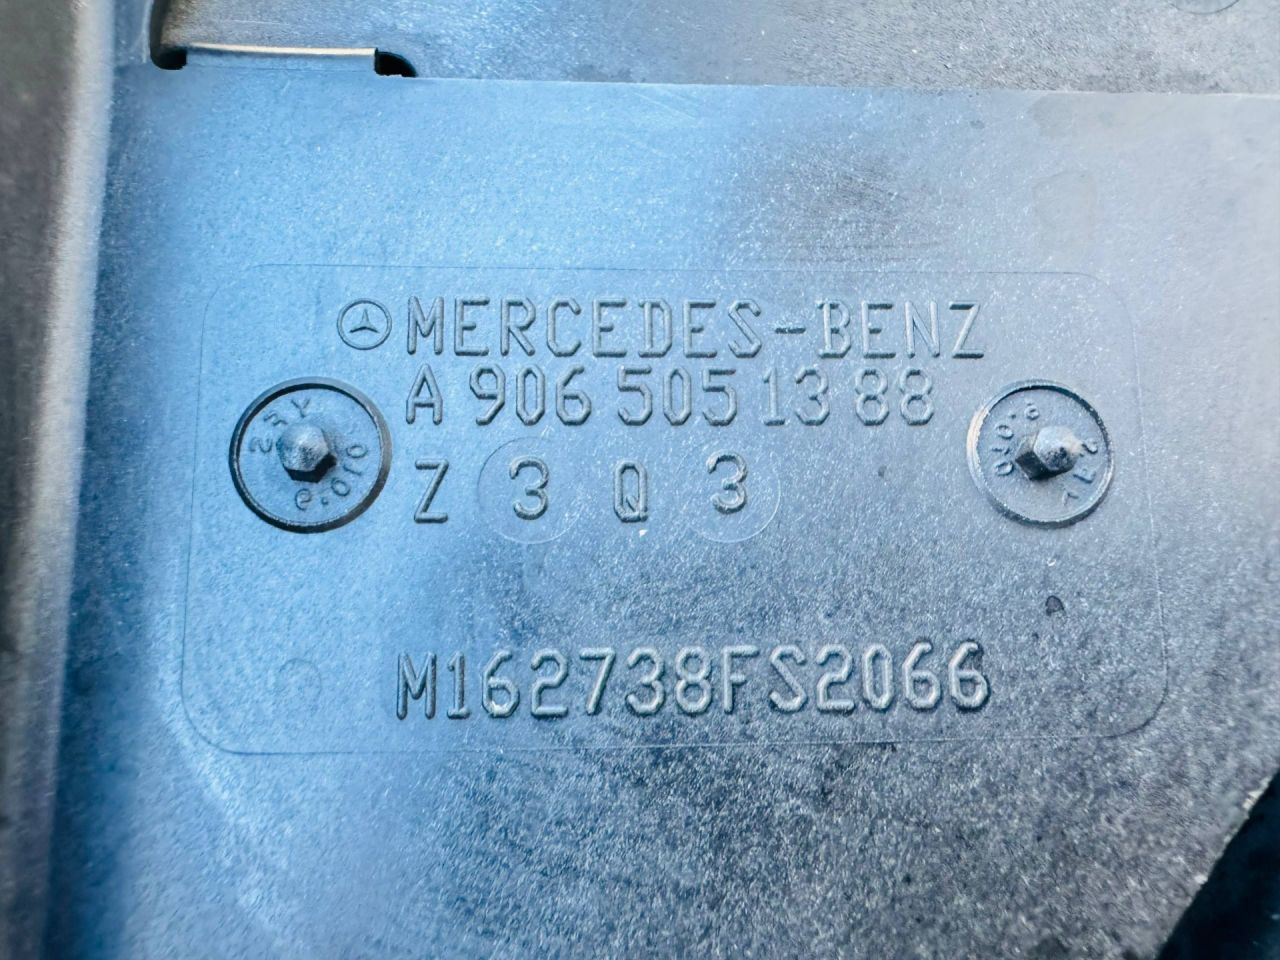 MERCEDES-BENZ
A 906 505 13 88
Z 3 Q 3
M162738FS2066